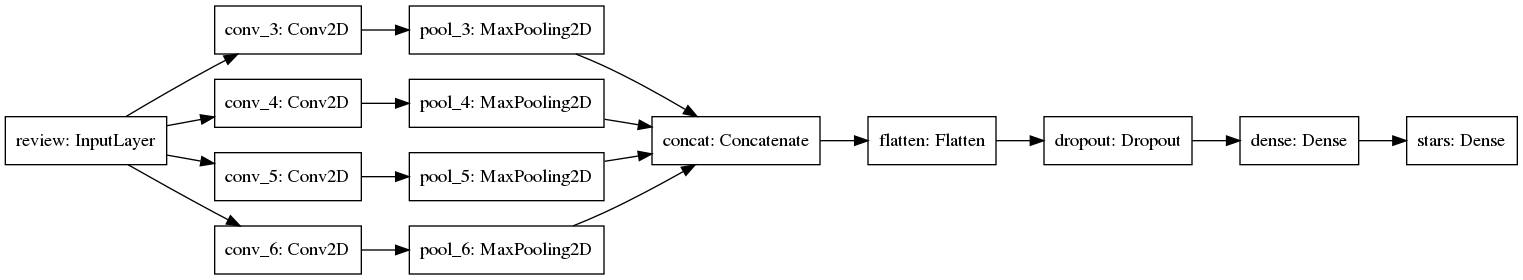 conv_3: Conv2D
pool_3: MaxPooling2D
conv_4: Conv2D
pool_4: MaxPooling2D
review: InputLayer
concat: Concatenate
flatten: Flatten
dropout: Dropout
dense: Dense
stars: Dense
conv_5: Conv2D
pool_5: MaxPooling2D
conv_6: Conv2D
pool_6: MaxPooling2D